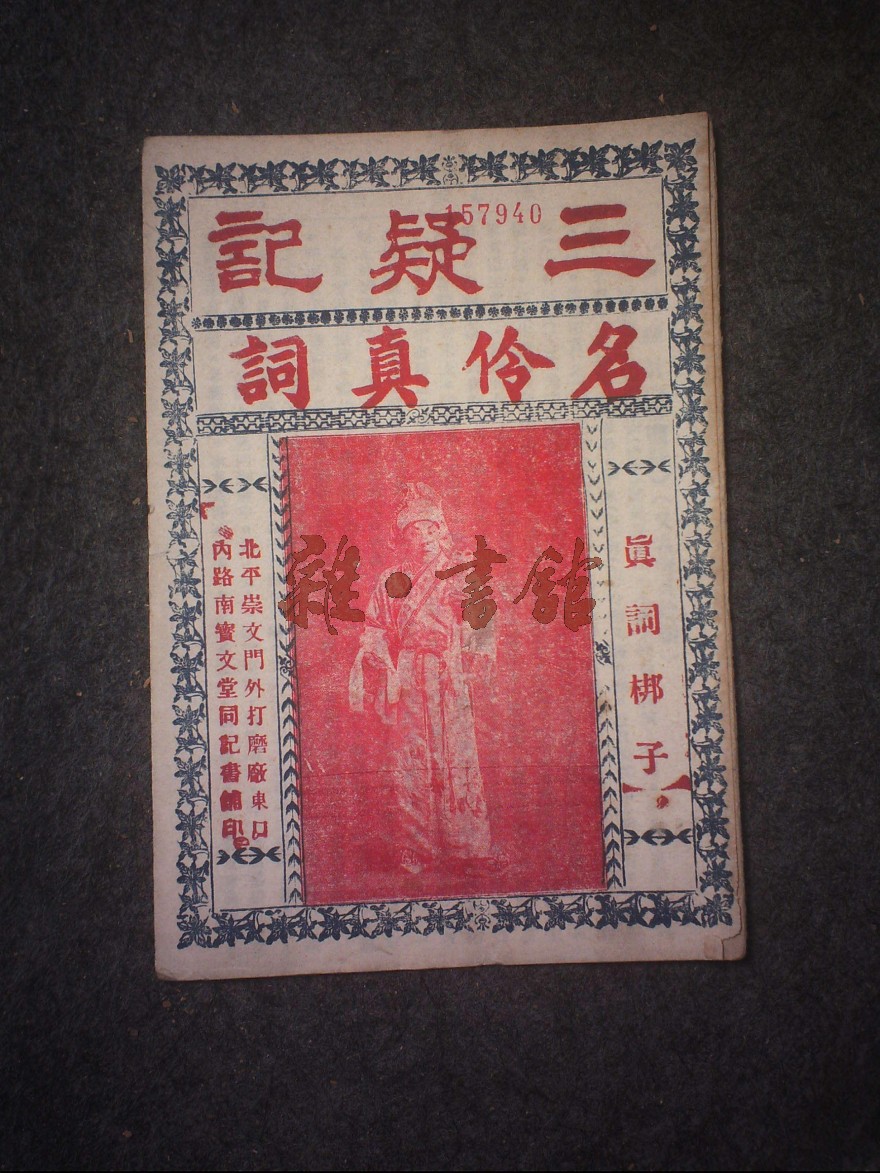 157940
三疑記
名伶真詞
眞詞梆子
北平崇文門外打磨廠東口
內路南寶文堂同記書鋪印
雜·書館